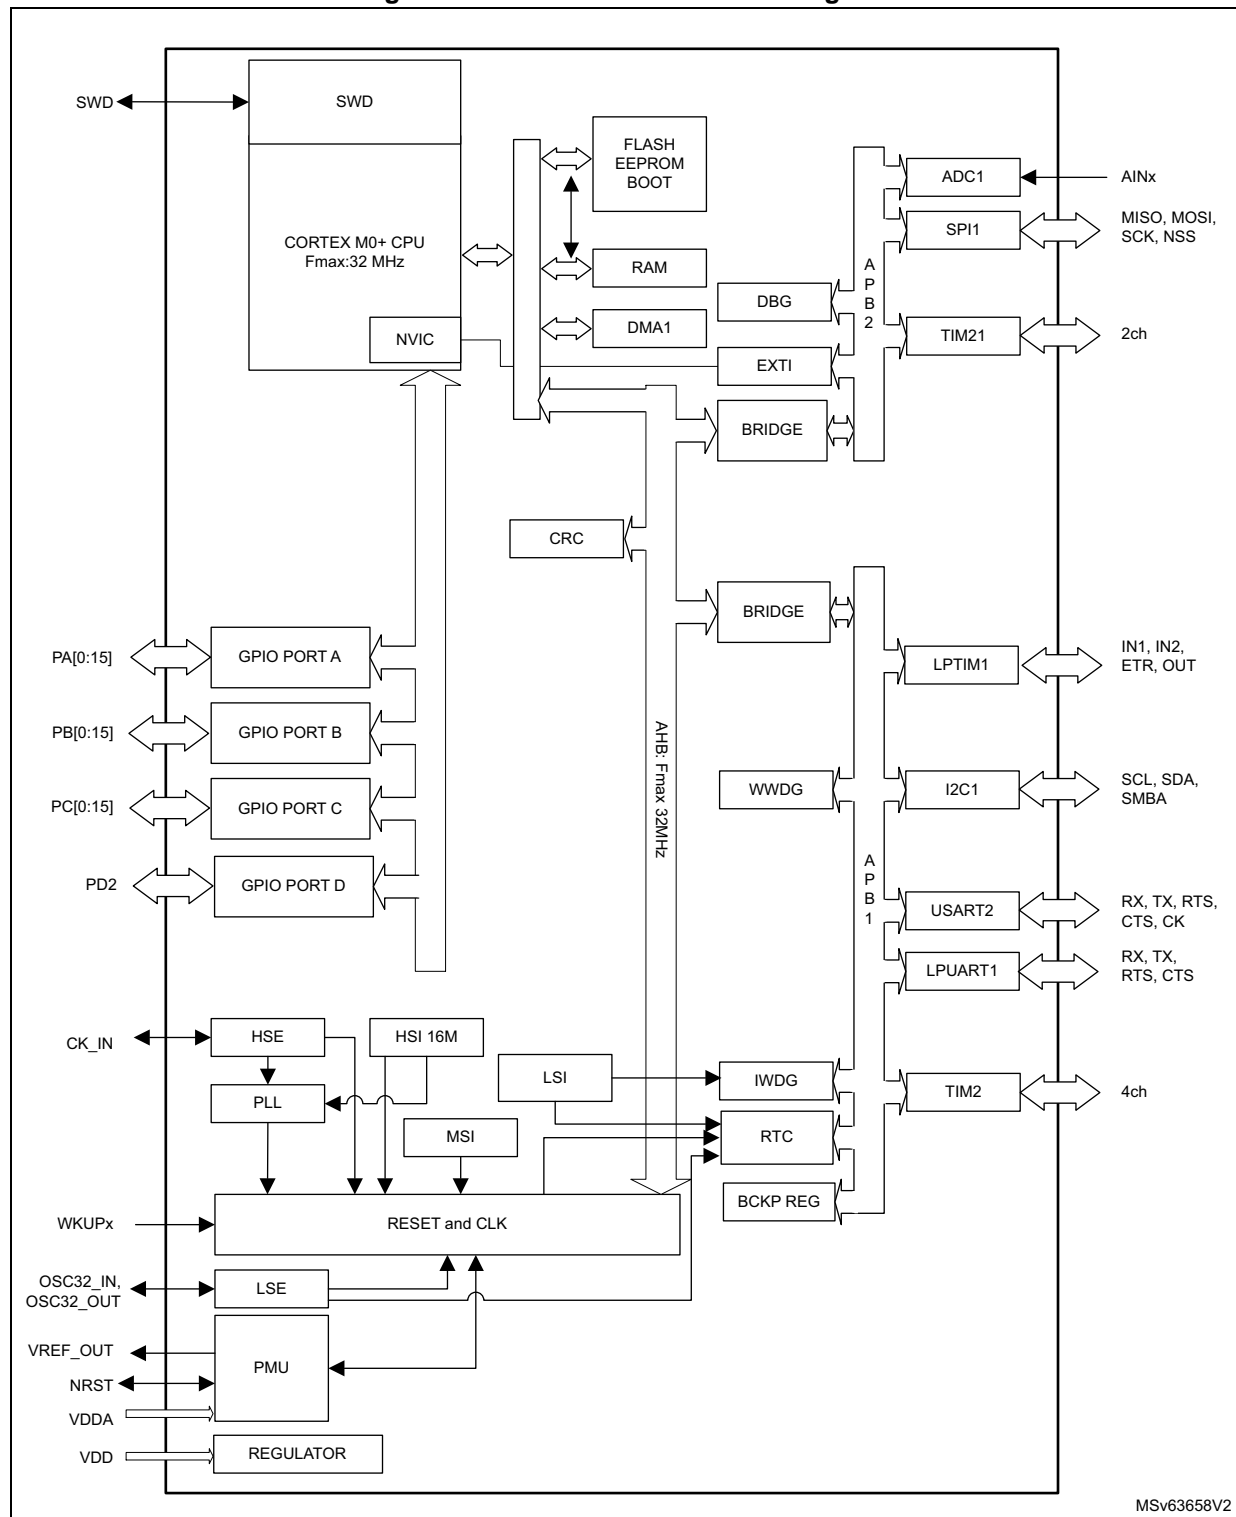 SWD
SWD
FLASH
EEPROM
BOOT
ADC1
AINx
SPI1
MISO, MOSI,
SCK, NSS
CORTEX M0+ CPU
Fmax:32 MHz
RAM
A
P
B
2
DBG
DMA1
TIM21
2ch
NVIC
EXTI
BRIDGE
CRC
BRIDGE
PA[0:15]
GPIO PORT A
LPTIM1
IN1, IN2,
ETR, OUT
PB[0:15]
GPIO PORT B
AHB: Fmax 32MHz
PC[0:15]
GPIO PORT C
WWDG
I2C1
SCL, SDA,
SMBA
PD2
GPIO PORT D
A
P
B
1
USART2
RX, TX, RTS,
CTS, CK
LPUART1
RX, TX,
RTS, CTS
CK_IN
HSE
HSI 16M
LSI
IWDG
TIM2
4ch
PLL
MSI
RTC
BCKP REG
WKUPx
RESET and CLK
OSC32_IN,
OSC32_OUT
LSE
VREF_OUT
PMU
NRST
VDDA
VDD
REGULATOR
MSv63658V2